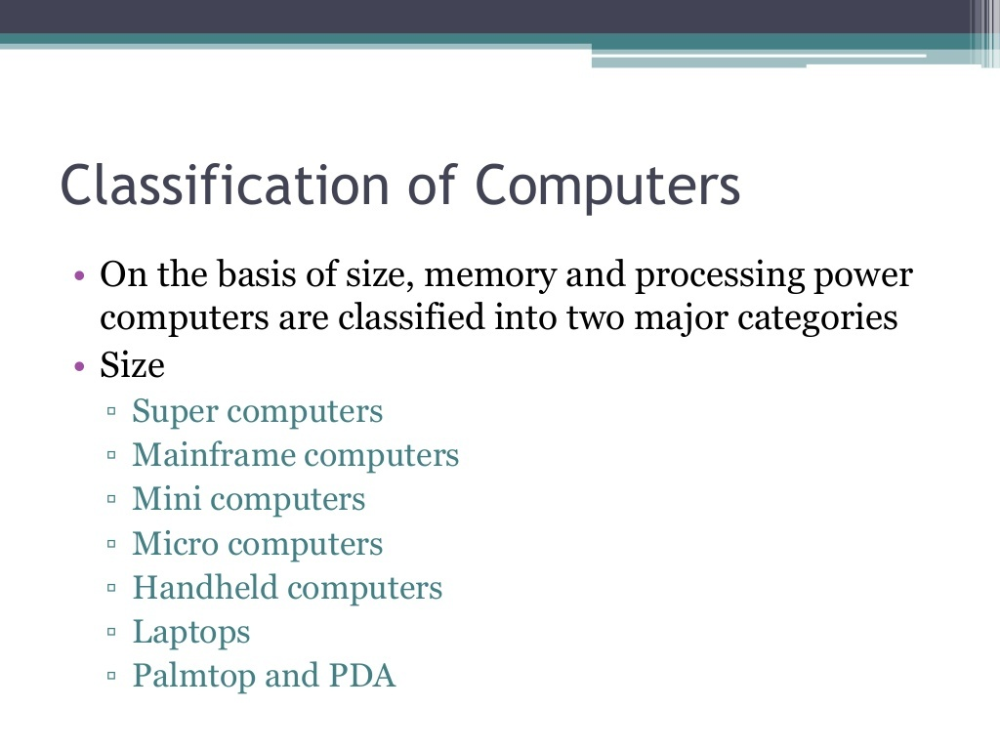 Classification of Computers
• On the basis of size, memory and processing power
computers are classified into two major categories
• Size
▫ Super computers
▫ Mainframe computers
▫ Mini computers
▫ Micro computers
▫ Handheld computers
▫ Laptops
▫ Palmtop and PDA